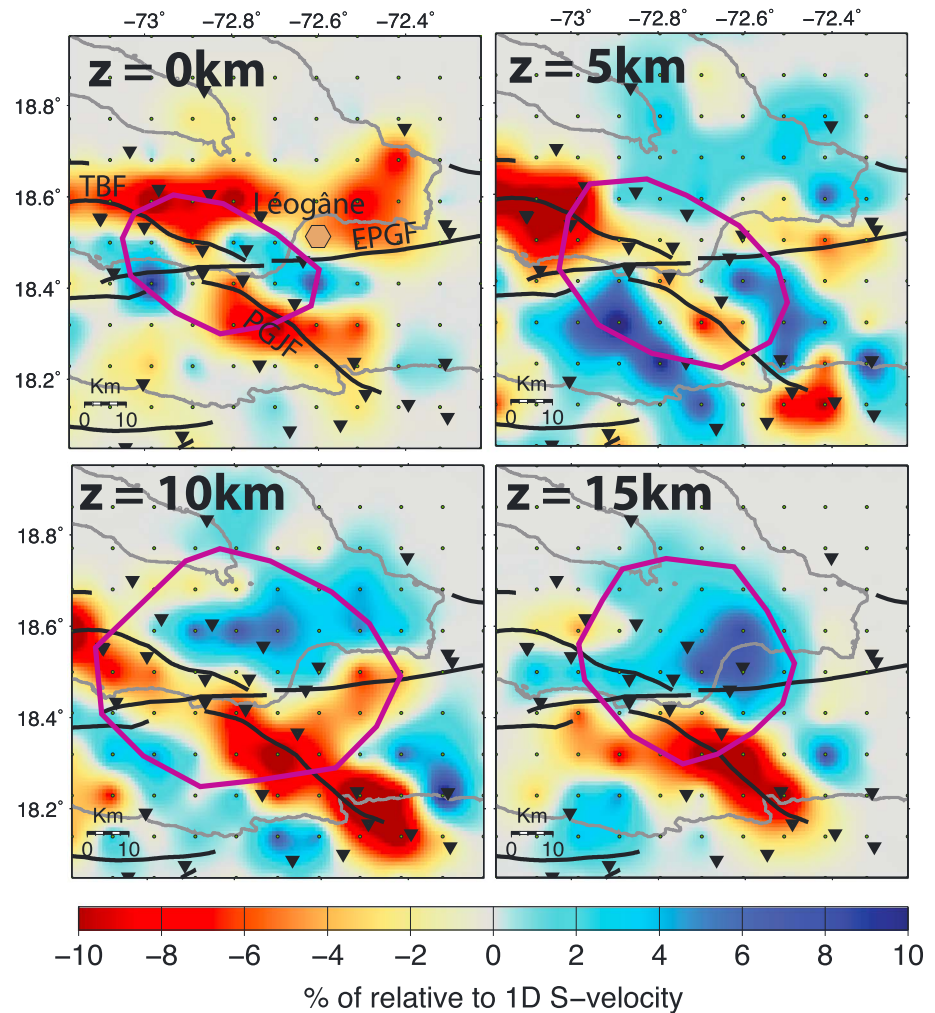 −73° −72.8° −72.6° −72.4° −73° −72.8° −72.6° −72.4°
z = 0km z = 5km
18.8°
TBF
18.6°
Léogâne
EPGF
18.4°
PGJF
18.2°
Km Km
0 10 0 10
z = 10km z = 15km
18.8°
18.6°
18.4°
18.2°
Km Km
0 10 0 10
−10 −8 −6 −4 −2 0 2 4 6 8 10
% of relative to 1D S−velocity